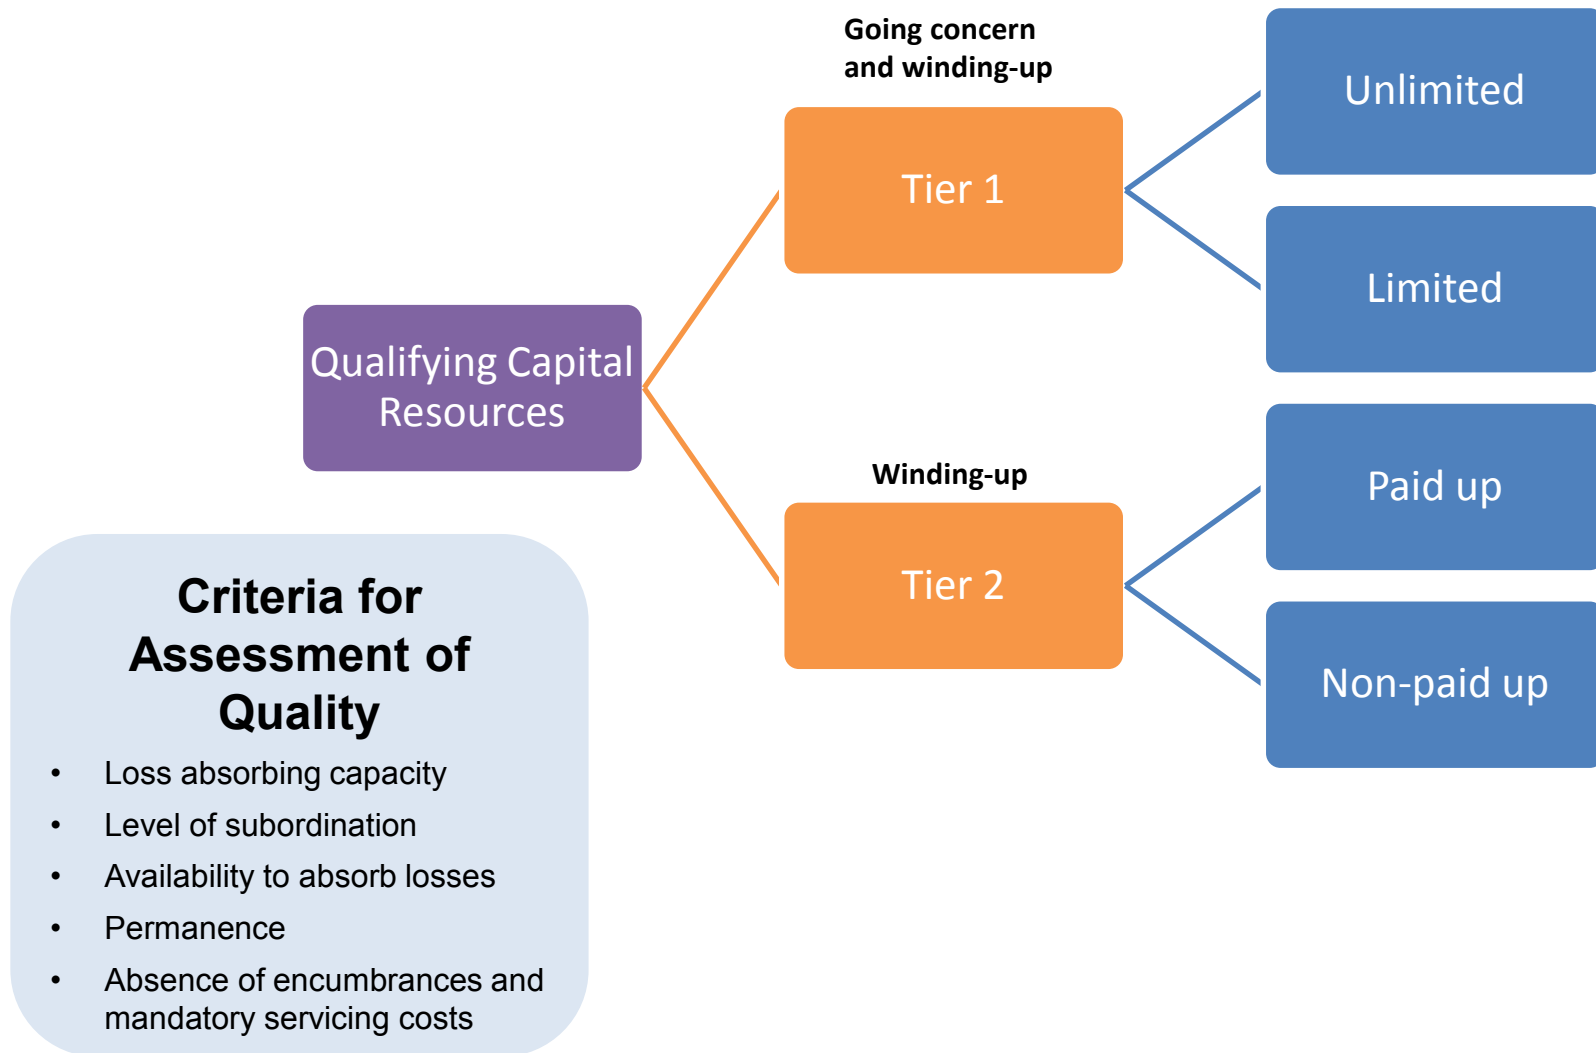 Going concern
and winding-up
Tier 1
Unlimited
Limited
Qualifying Capital
Resources
Winding-up
Tier 2
Paid up
Non-paid up
Criteria for
Assessment of
Quality
• Loss absorbing capacity
• Level of subordination
• Availability to absorb losses
• Permanence
• Absence of encumbrances and
mandatory servicing costs